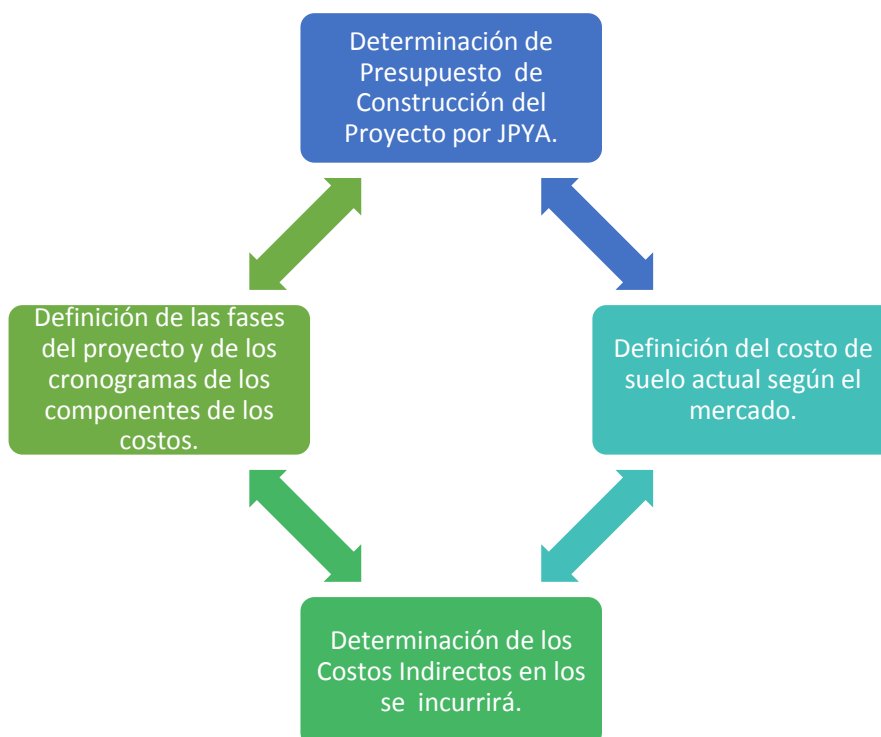 Determinación de
Presupuesto de
Construcción del
Proyecto por JPYA.
Definición de las fases
del proyecto y de los
cronogramas de los
componentes de los
costos.
Definición del costo de
suelo actual según el
mercado.
Determinación de los
Costos Indirectos en los
se incurrirá.